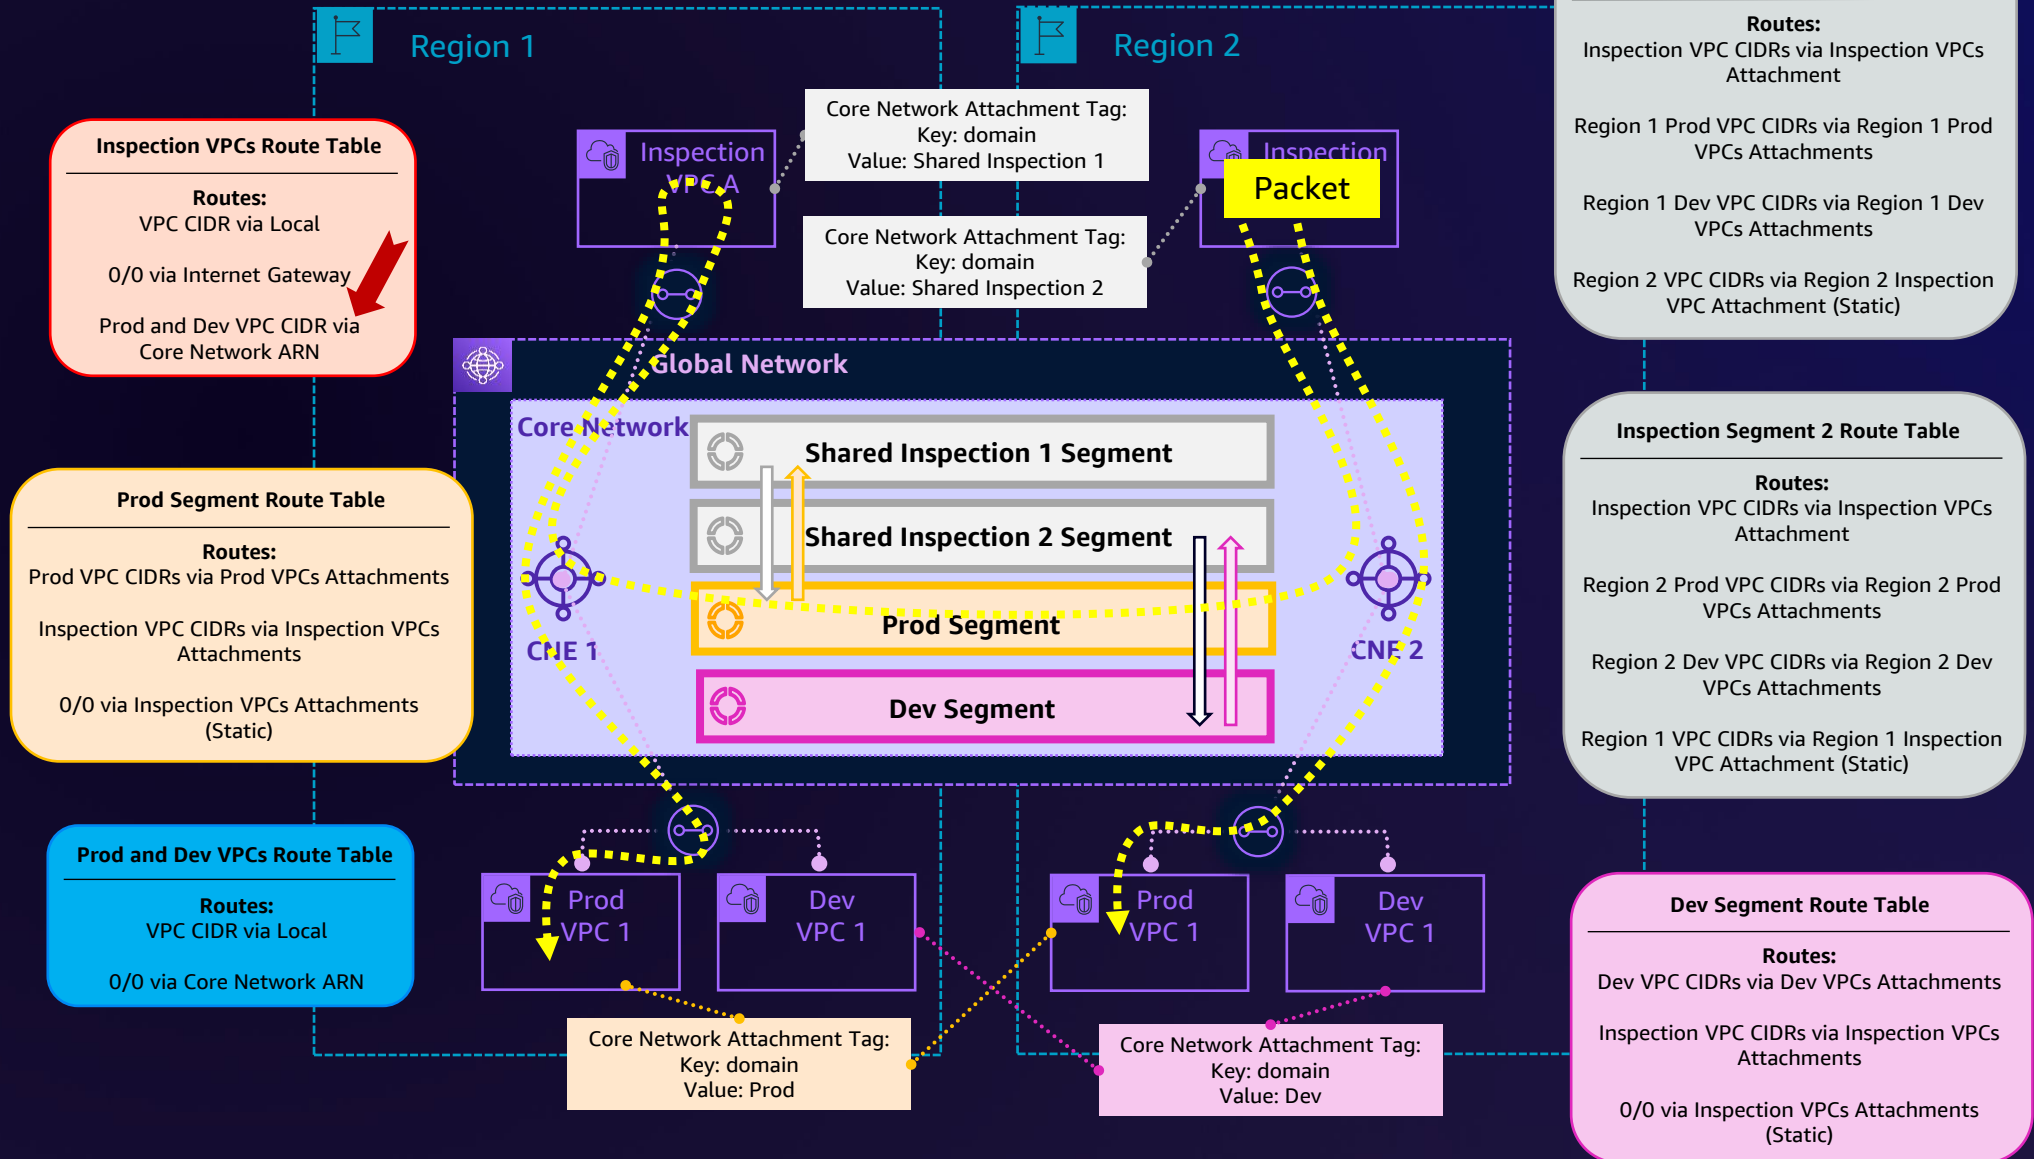 Region 1
Region 2
Inspection VPCs Route Table
Routes:
VPC CIDR via Local
0/0 via Internet Gateway
Prod and Dev VPC CIDR via
Core Network ARN
Prod Segment Route Table
Routes:
Prod VPC CIDRs via Prod VPCs Attachments
Inspection VPC CIDRs via Inspection VPCs
Attachments
0/0 via Inspection VPCs Attachments
(Static)
Prod and Dev VPCs Route Table
Routes:
VPC CIDR via Local
0/0 via Core Network ARN
Inspection
VPC A
Core Network Attachment Tag:
Key: domain
Value: Shared Inspection 1
Core Network Attachment Tag:
Key: domain
Value: Shared Inspection 2
Inspection
Packet
Global Network
Core Network
Shared Inspection 1 Segment
Shared Inspection 2 Segment
Prod Segment
Dev Segment
CNE 1
CNE 2
Prod
VPC 1
Dev
VPC 1
Prod
VPC 1
Dev
VPC 1
Core Network Attachment Tag:
Key: domain
Value: Prod
Core Network Attachment Tag:
Key: domain
Value: Dev
Routes:
Inspection VPC CIDRs via Inspection VPCs
Attachment
Region 1 Prod VPC CIDRs via Region 1 Prod
VPCs Attachments
Region 1 Dev VPC CIDRs via Region 1 Dev
VPCs Attachments
Region 2 VPC CIDRs via Region 2 Inspection
VPC Attachment (Static)
Inspection Segment 2 Route Table
Routes:
Inspection VPC CIDRs via Inspection VPCs
Attachment
Region 2 Prod VPC CIDRs via Region 2 Prod
VPCs Attachments
Region 2 Dev VPC CIDRs via Region 2 Dev
VPCs Attachments
Region 1 VPC CIDRs via Region 1 Inspection
VPC Attachment (Static)
Dev Segment Route Table
Routes:
Dev VPC CIDRs via Dev VPCs Attachments
Inspection VPC CIDRs via Inspection VPCs
Attachments
0/0 via Inspection VPCs Attachments
(Static)